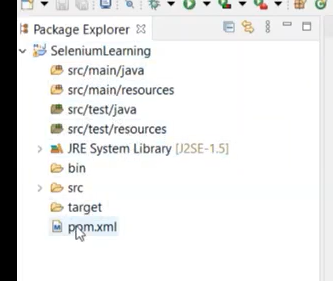 Package Explorer
SeleniumLearning
src/main/java
src/main/resources
src/test/java
src/test/resources
JRE System Library [J2SE-1.5]
bin
src
target
pom.xml